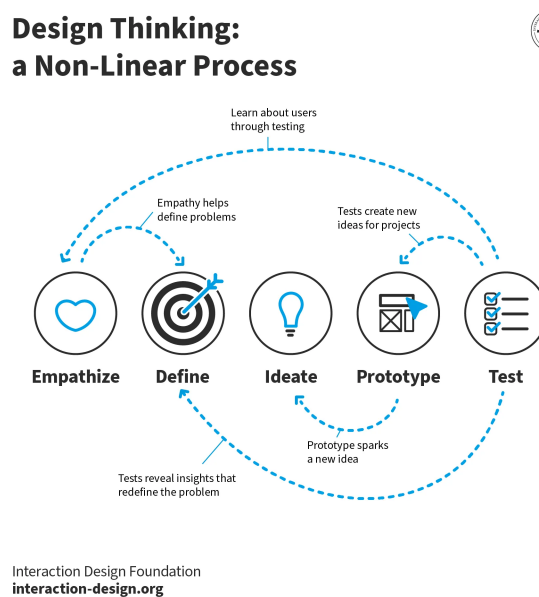 Design Thinking:
a Non-Linear Process
Learn about users
through testing
Empathy helps
define problems
Tests create new
ideas for projects
Empathize
Define
Ideate
Prototype
Test
Prototype sparks
a new idea
Tests reveal insights that
redefine the problem
Interaction Design Foundation
interaction-design.org